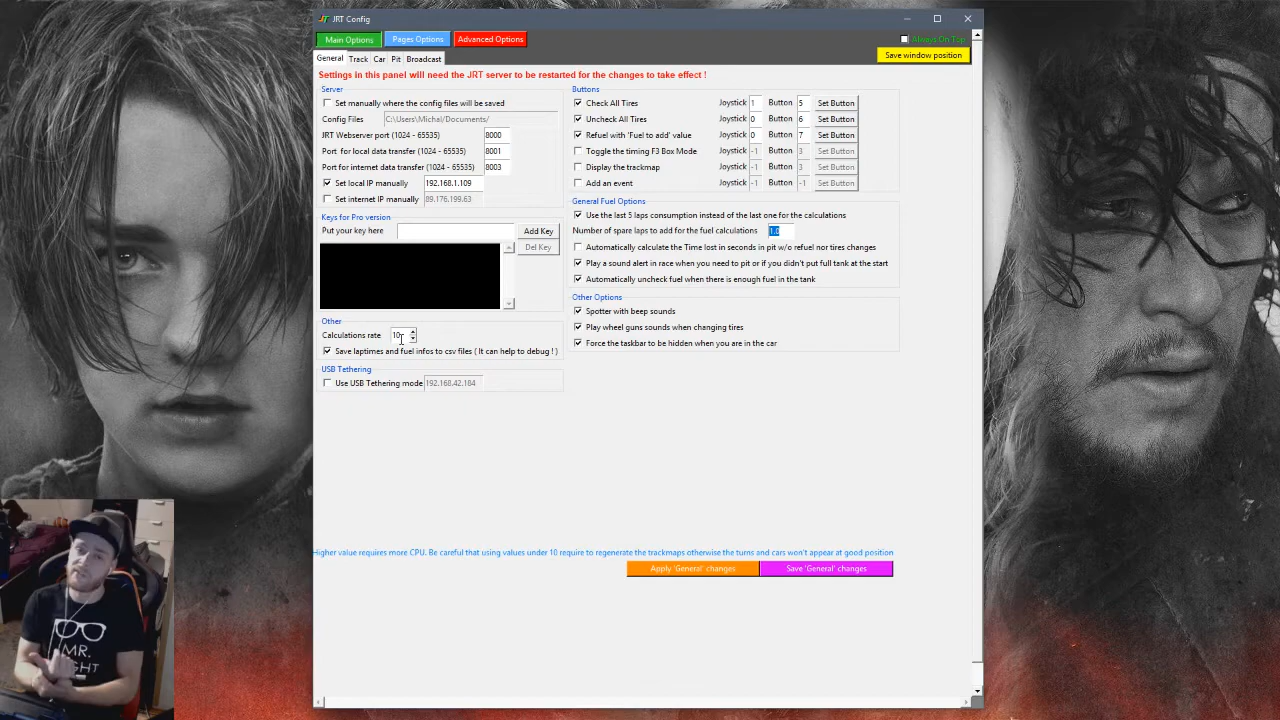 JRT Config
Main Options Pages Options Advanced Options
Always On Top
Save window position
General Track Car Pit Broadcast
Settings in this panel will need the JRT server to be restarted for the changes to take effect !
Server
Set manually where the config files will be saved
Config Files C:\Users\Michal/Documents/
JRT Webserver port (1024 - 65535) 8000
Port for local data transfer (1024 - 65535) 8001
Port for internet data transfer (1024 - 65535) 8003
Set local IP manually 192.168.1.109
Set internet IP manually 89.176.199.63
Keys for Pro version
Put your key here Add Key
Del Key
Other
Calculations rate 10
Save laptimes and fuel infos to csv files ( It can help to debug ! )
USB Tethering
Use USB Tethering mode 192.168.42.184
Buttons
Check All Tires Joystick 1 Button 5 Set Button
Uncheck All Tires Joystick 0 Button 6 Set Button
Refuel with 'Fuel to add' value Joystick 0 Button 7 Set Button
Toggle the timing F3 Box Mode Joystick -1 Button 3 Set Button
Display the trackmap Joystick -1 Button 3 Set Button
Add an event Joystick -1 Button -1 Set Button
General Fuel Options
Use the last 5 laps consumption instead of the last one for the calculations
Number of spare laps to add for the fuel calculations 1.0
Automatically calculate the Time lost in seconds in pit w/o refuel nor tires changes
Play a sound alert in race when you need to pit or if you didn't put full tank at the start
Automatically uncheck fuel when there is enough fuel in the tank
Other Options
Spotter with beep sounds
Play wheel guns sounds when changing tires
Force the taskbar to be hidden when you are in the car
Higher value requires more CPU. Be careful that using values under 10 require to regenerate the trackmaps otherwise the turns and cars won't appear at good position
Apply 'General' changes Save 'General' changes
MR.